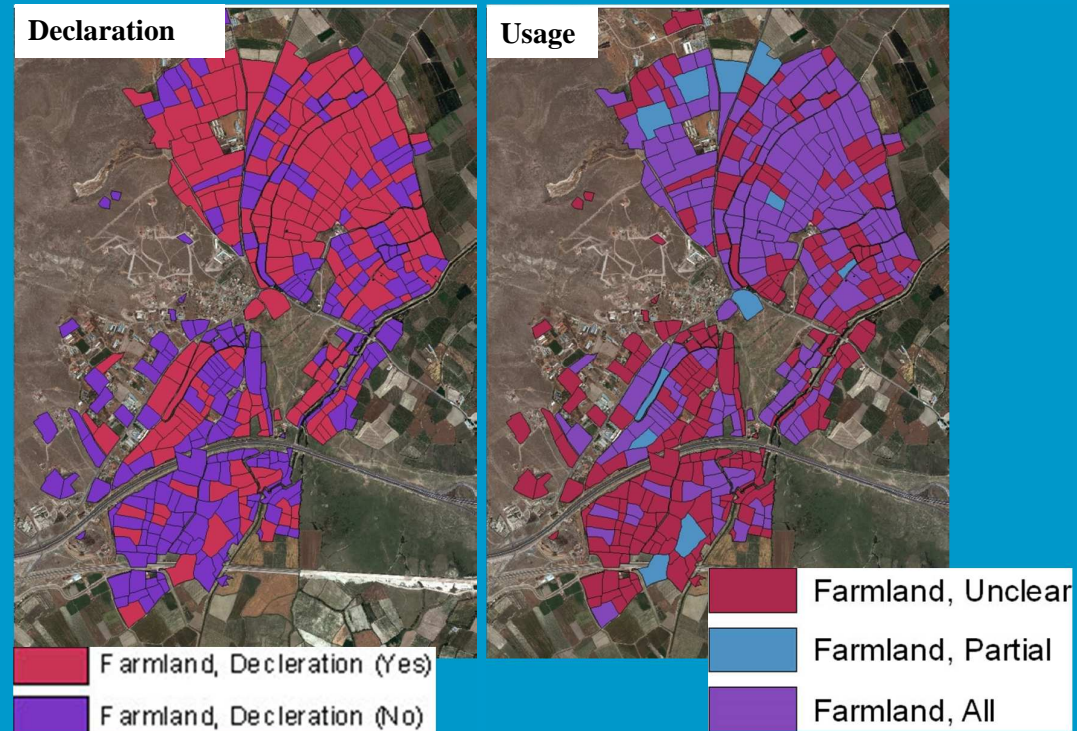 Declaration
Usage
Farmland, Decleration (Yes)
Farmland, Decleration (No)
Farmland, Unclear
Farmland, Partial
Farmland, All